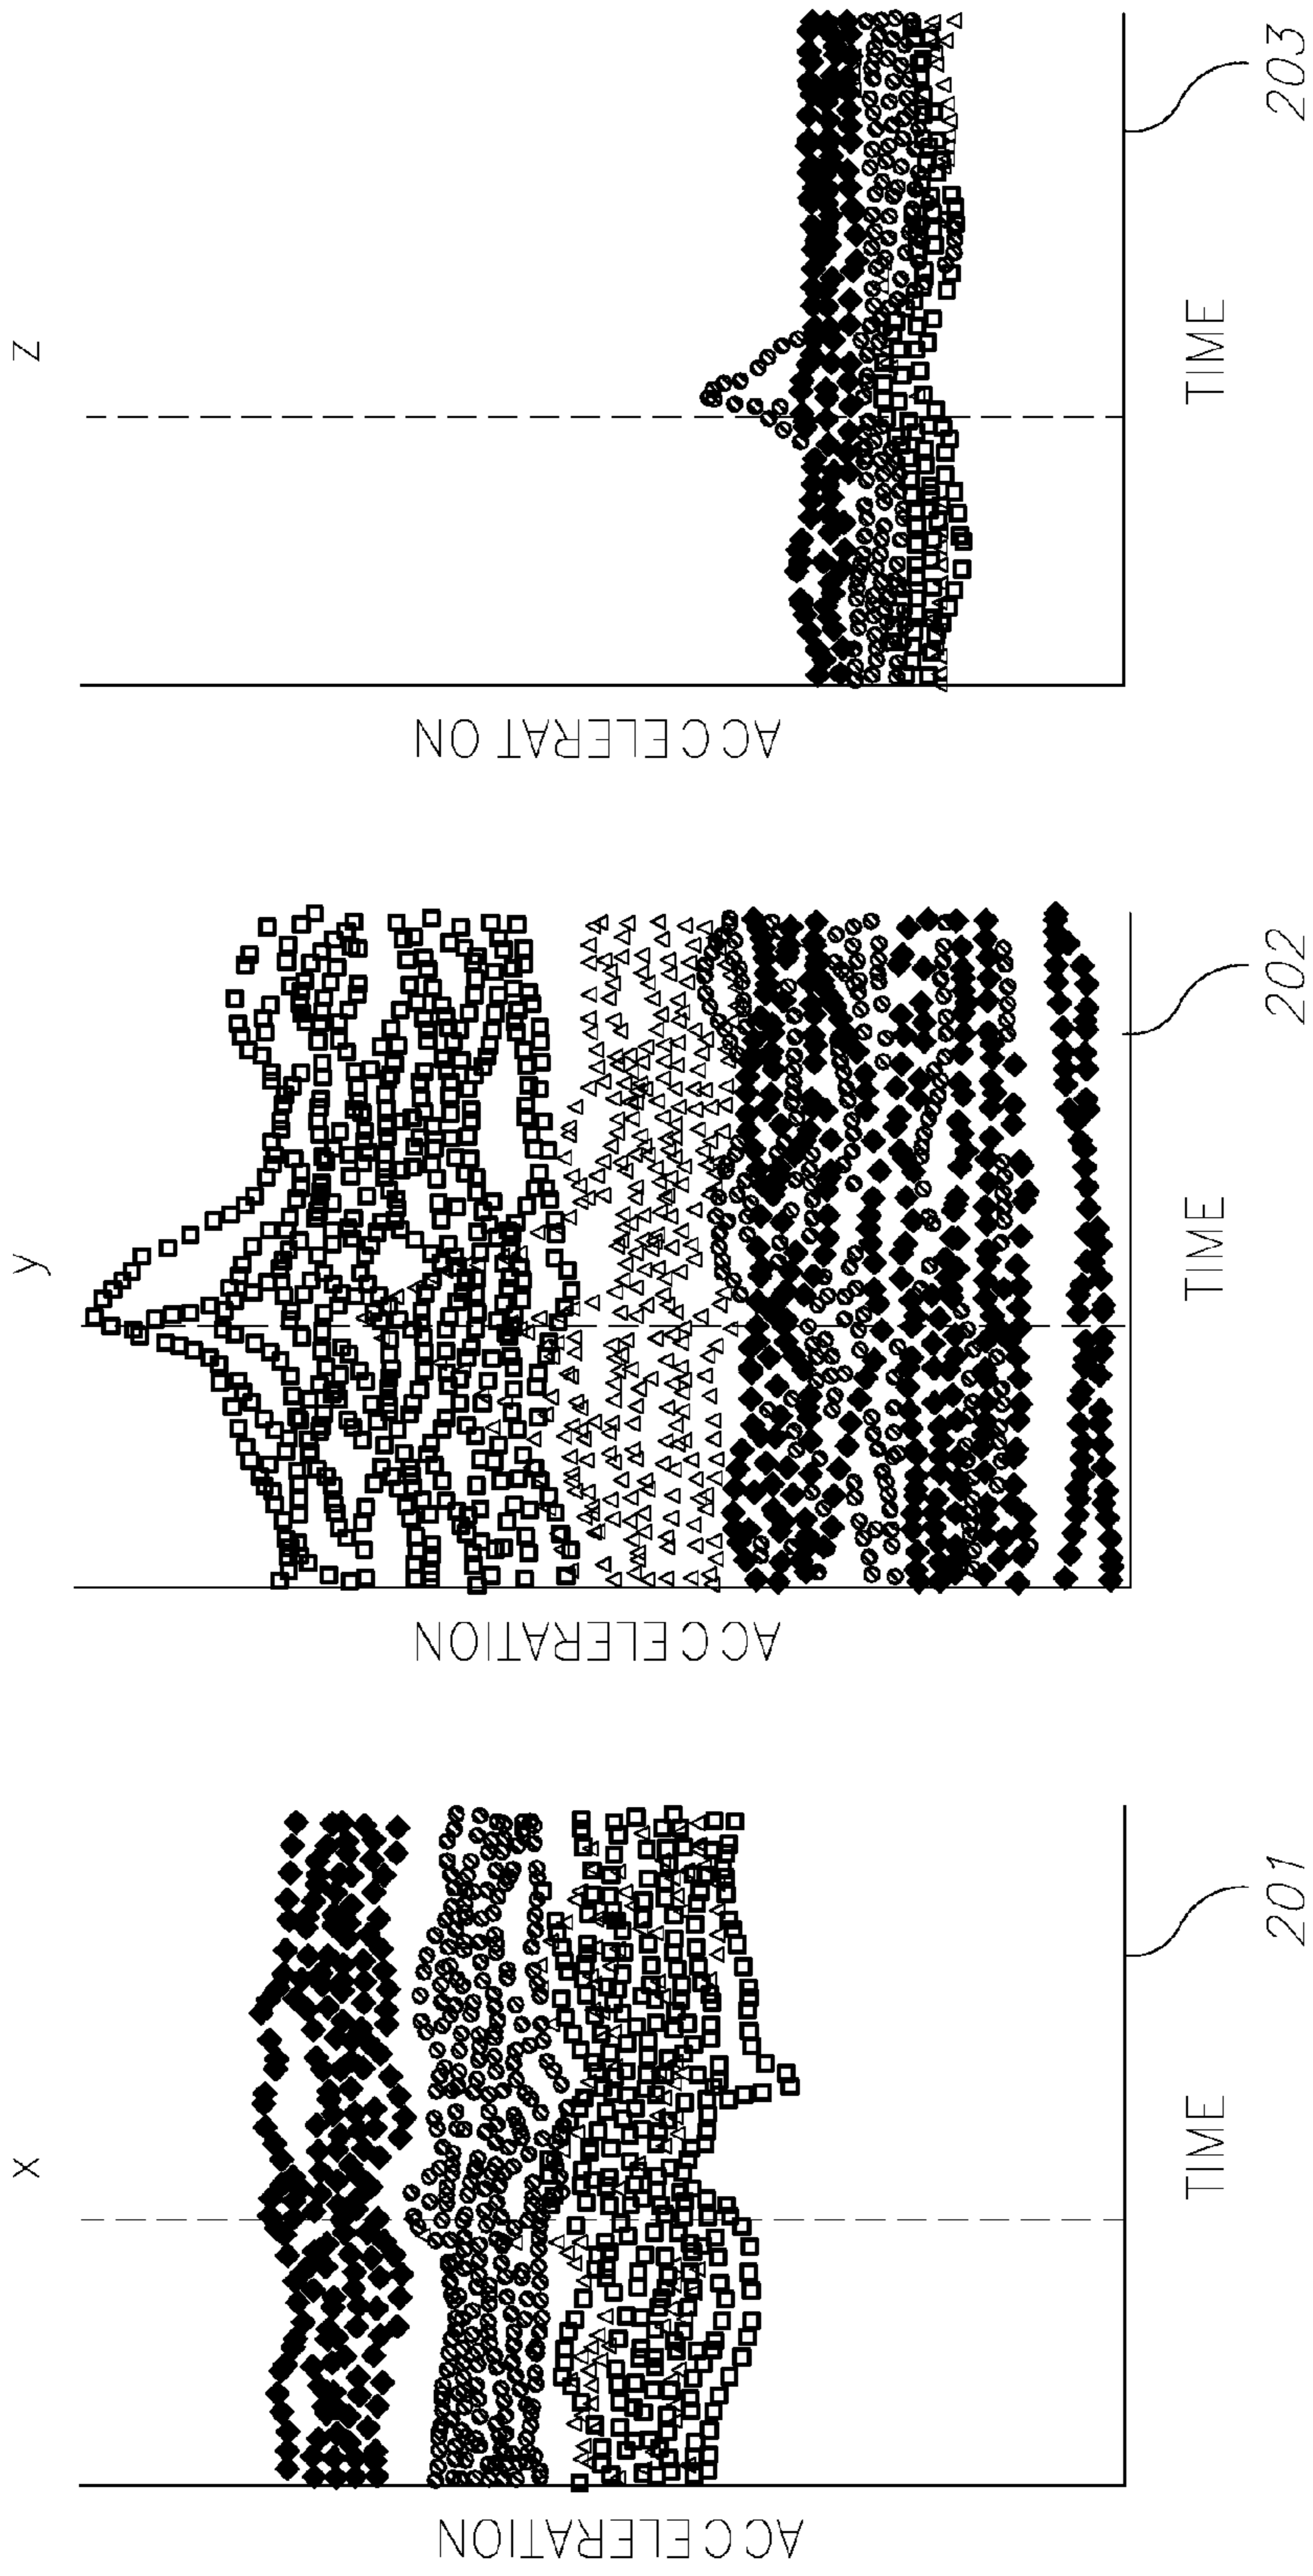 x
ACCELERATION
TIME
201
y
ACCELERATION
TIME
202
z
ACCELERAT ON
TIME
203